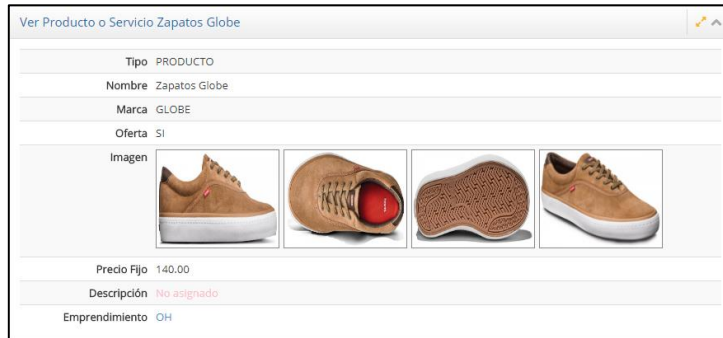 Ver Producto o Servicio Zapatos Globe
Tipo PRODUCTO
Nombre Zapatos Globe
Marca GLOBE
Oferta SI
Imagen
Precio Fijo 140.00
Descripción No asignado
Emprendimiento OH